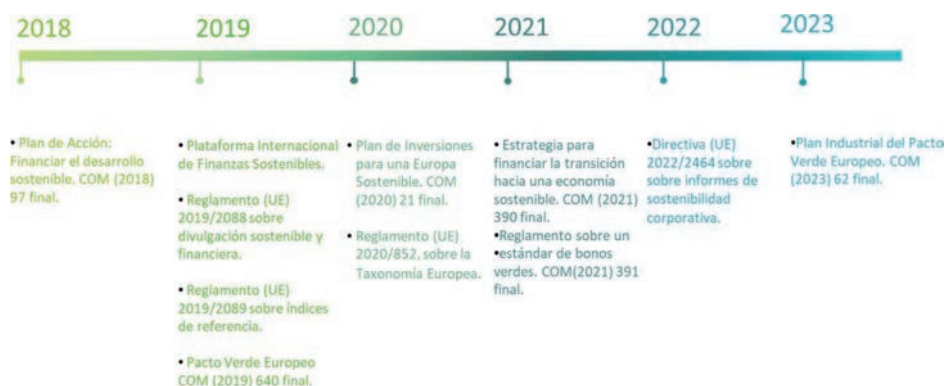 2018
2019
2020
2021
2022
2023
• Plan de Acción:
Financiar el desarrollo
sostenible. COM (2018)
97 final.
• Plataforma Internacional
de Finanzas Sostenibles.
• Reglamento (UE)
2019/2088 sobre
divulgación sostenible y
financiera.
• Reglamento (UE)
2019/2089 sobre índices
de referencia.
• Pacto Verde Europeo
COM (2019) 640 final.
• Plan de Inversiones
para una Europa
Sostenible. COM
(2020) 21 final.
• Reglamento (UE)
2020/852, sobre la
Taxonomía Europea.
• Estrategia para
financiar la transición
hacia una economía
sostenible. COM (2021)
390 final.
•Reglamento sobre un
•estándar de bonos
verdes. COM(2021) 391
final.
•Directiva (UE)
2022/2464 sobre
sobre informes de
sostenibilidad
corporativa.
•Plan Industrial del Pacto
Verde Europeo. COM
(2023) 62 final.